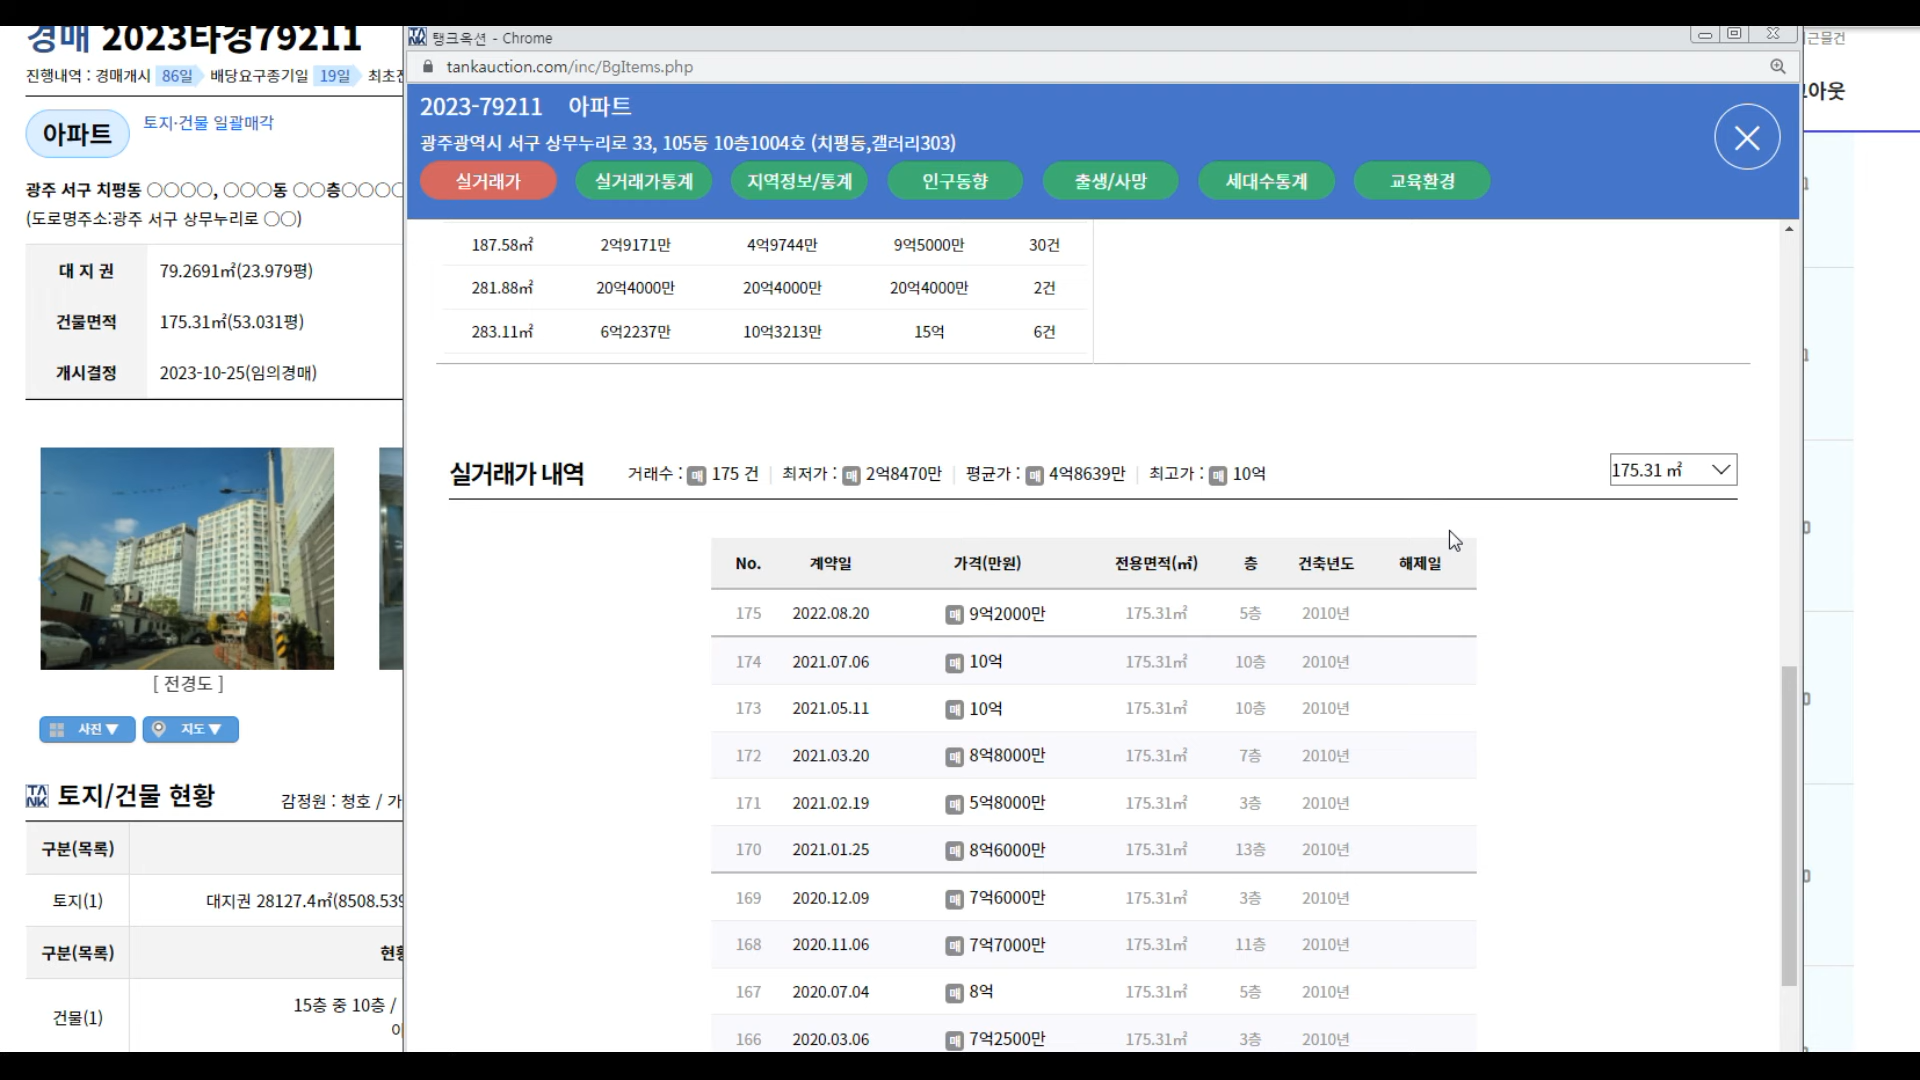 경매 2023타경79211
진행내역 : 경매개시 86일 배당요구종기일 19일
아파트
토지·건물 일괄매각
광주 서구 치평동 ○○○○, ○○○동 ○○층○○○○
(도로명주소:광주 서구 상무누리로 ○○)
대 지 권 79.2691㎡(23.979평)
건물면적 175.31㎡(53.031평)
개시결정 2023-10-25(임의경매)
[ 전경도 ]
사진▼ 지도▼
TANK 토지/건물 현황 감정원 : 청호 / 가
구분(목록)
토지(1) 대지권 28127.4㎡(8508.539
구분(목록) 현황
건물(1) 15층 중 10층 /
탱크옥션 - Chrome
tankauction.com/inc/BgItems.php
2023-79211 아파트
광주광역시 서구 상무누리로 33, 105동 10층1004호 (치평동,갤러리303)
실거래가 실거래가통계 지역정보/통계 인구동향 출생/사망 세대수통계 교육환경
187.58㎡ 2억9171만 4억9744만 9억5000만 30건
281.88㎡ 20억4000만 20억4000만 20억4000만 2건
283.11㎡ 6억2237만 10억3213만 15억 6건
실거래가 내역 거래수 : 매 175 건 | 최저가 : 매 2억8470만 | 평균가 : 매 4억8639만 | 최고가 : 매 10억
175.31 ㎡
No. 계약일 가격(만원) 전용면적(㎡) 층 건축년도 해제일
175 2022.08.20 매 9억2000만 175.31㎡ 5층 2010년
174 2021.07.06 매 10억 175.31㎡ 10층 2010년
173 2021.05.11 매 10억 175.31㎡ 10층 2010년
172 2021.03.20 매 8억8000만 175.31㎡ 7층 2010년
171 2021.02.19 매 5억8000만 175.31㎡ 3층 2010년
170 2021.01.25 매 8억6000만 175.31㎡ 13층 2010년
169 2020.12.09 매 7억6000만 175.31㎡ 3층 2010년
168 2020.11.06 매 7억7000만 175.31㎡ 11층 2010년
167 2020.07.04 매 8억 175.31㎡ 5층 2010년
166 2020.03.06 매 7억2500만 175.31㎡ 3층 2010년
근물건
아웃